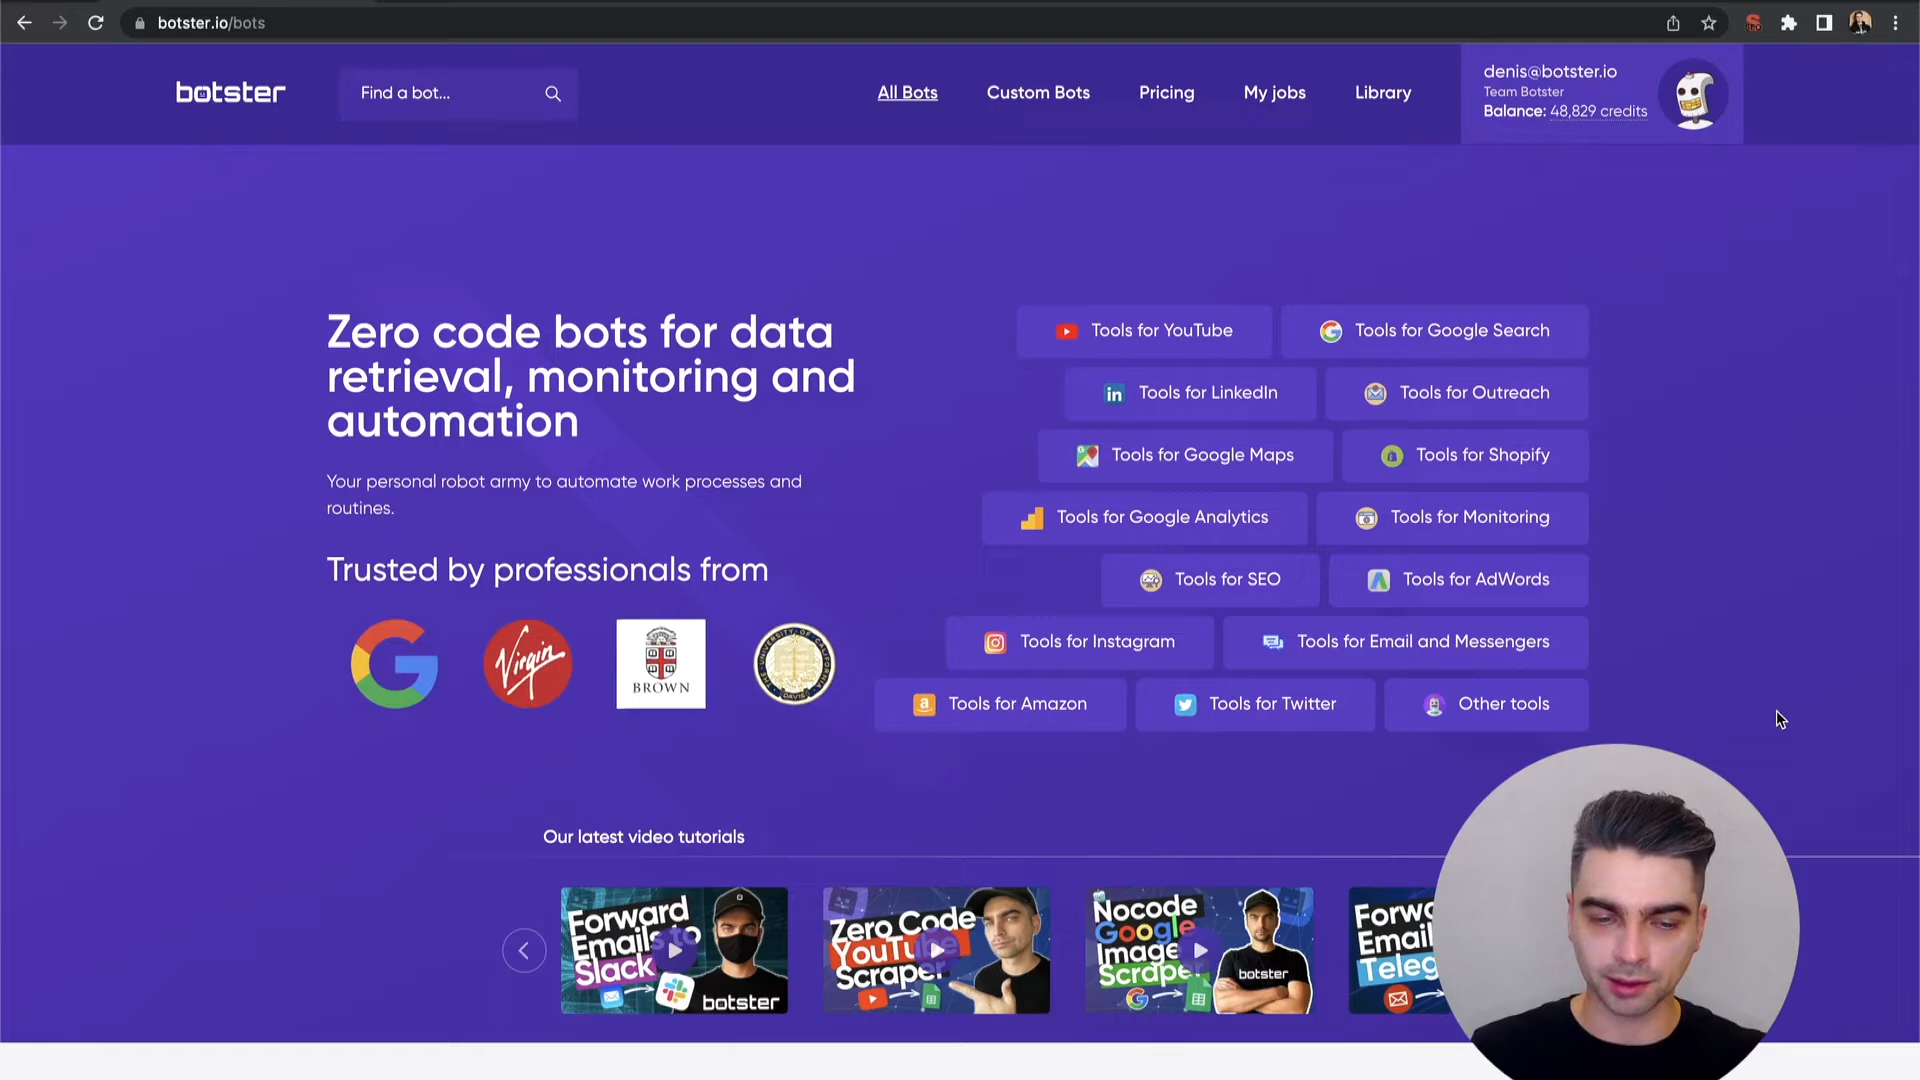 botster.io/bots
botster
Find a bot...
All Bots
Custom Bots
Pricing
My jobs
Library
denis@botster.io
Team Botster
Balance: 48,829 credits
Zero code bots for data
retrieval, monitoring and
automation
Your personal robot army to automate work processes and
routines.
Trusted by professionals from
Virgin
BROWN
THE UNIVERSITY OF CALIFORNIA
DAVIS
Tools for YouTube
Tools for Google Search
Tools for LinkedIn
Tools for Outreach
Tools for Google Maps
Tools for Shopify
Tools for Google Analytics
Tools for Monitoring
Tools for SEO
Tools for AdWords
Tools for Instagram
Tools for Email and Messengers
Tools for Amazon
Tools for Twitter
Other tools
Our latest video tutorials
Forward
Emails to
Slack
botster
Zero Code
YouTube
Scraper
Nocode
Google
Image
Scraper
botster